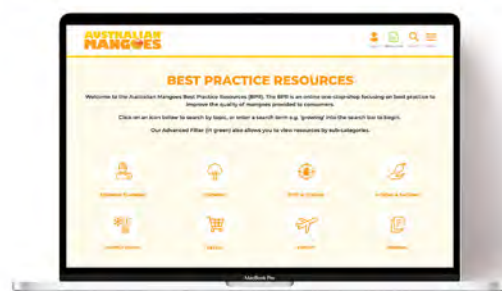 AUSTRALIAN
MANGOES
BEST PRACTICE RESOURCES
Welcome to the Australian Mangoes Best Practice Resources (BPR). The BPR is an online one-stop-shop focusing on best practice to
improve the quality of mangoes provided to consumers.
Click on an icon below to search by topic, or enter a search term e.g. 'growing' into the search bar to begin.
Our Advanced Filter (in green) also allows you to view resources by sub-categories.
MacBook Pro